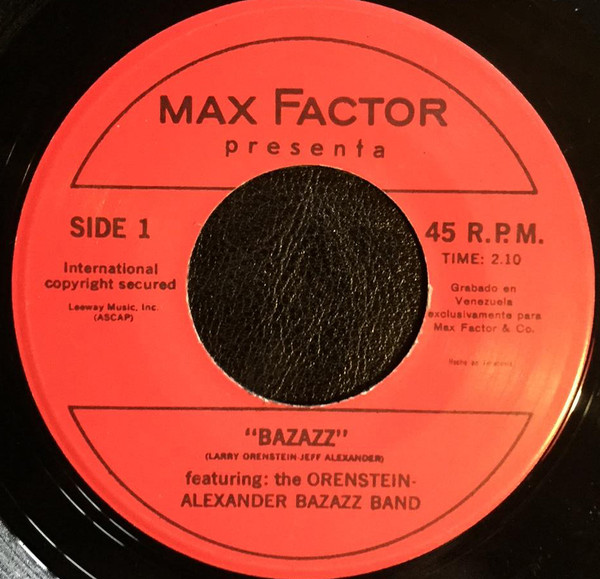 MAX FACTOR
presenta
SIDE 1
International
copyright secured
Leeway Music, Inc.
(ASCAP)
45 R.P.M.
TIME: 2.10
Grabado en
Venezuela
exclusivamente para
Max Factor & Co.
"BAZAZZ"
(LARRY ORENSTEIN-JEFF ALEXANDER)
featuring: the ORENSTEIN-
ALEXANDER BAZAZZ BAND